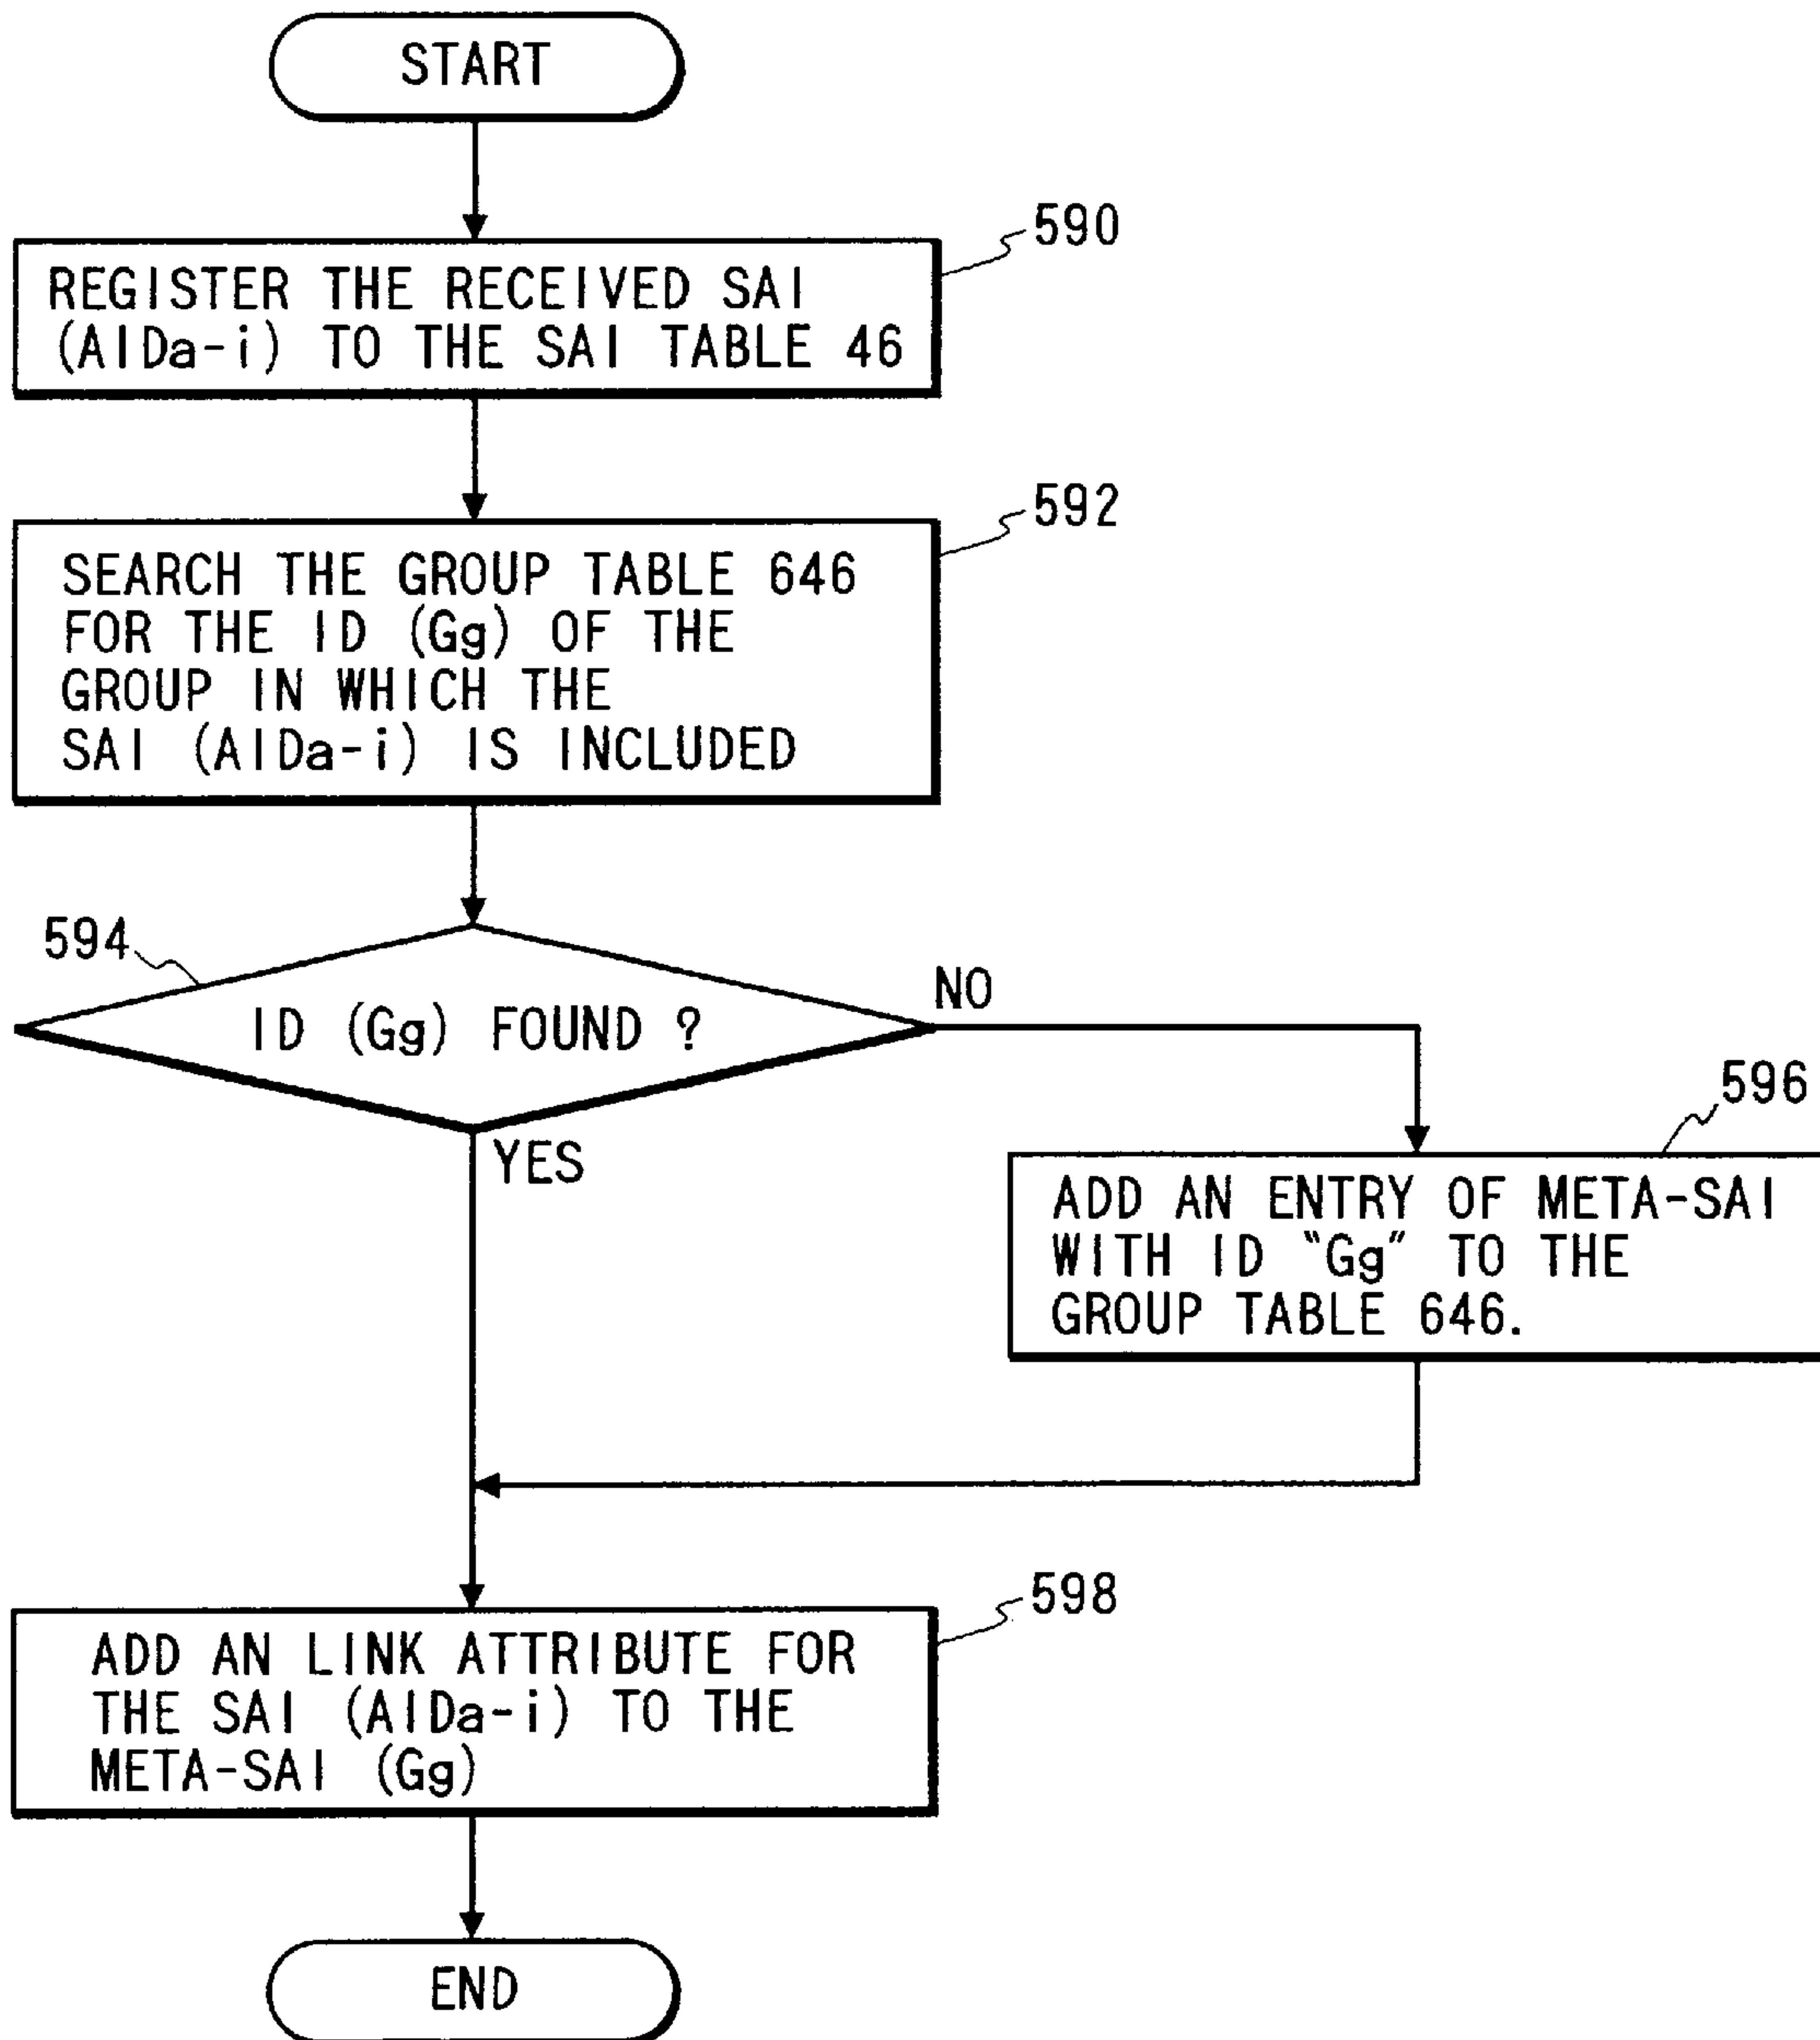 START
590
REGISTER THE RECEIVED SAI
(AIDa-i) TO THE SAI TABLE 46
592
SEARCH THE GROUP TABLE 646
FOR THE ID (Gg) OF THE
GROUP IN WHICH THE
SAI (AIDa-i) IS INCLUDED
594
ID (Gg) FOUND ?
NO
YES
596
ADD AN ENTRY OF META-SAI
WITH ID "Gg" TO THE
GROUP TABLE 646.
598
ADD AN LINK ATTRIBUTE FOR
THE SAI (AIDa-i) TO THE
META-SAI (Gg)
END